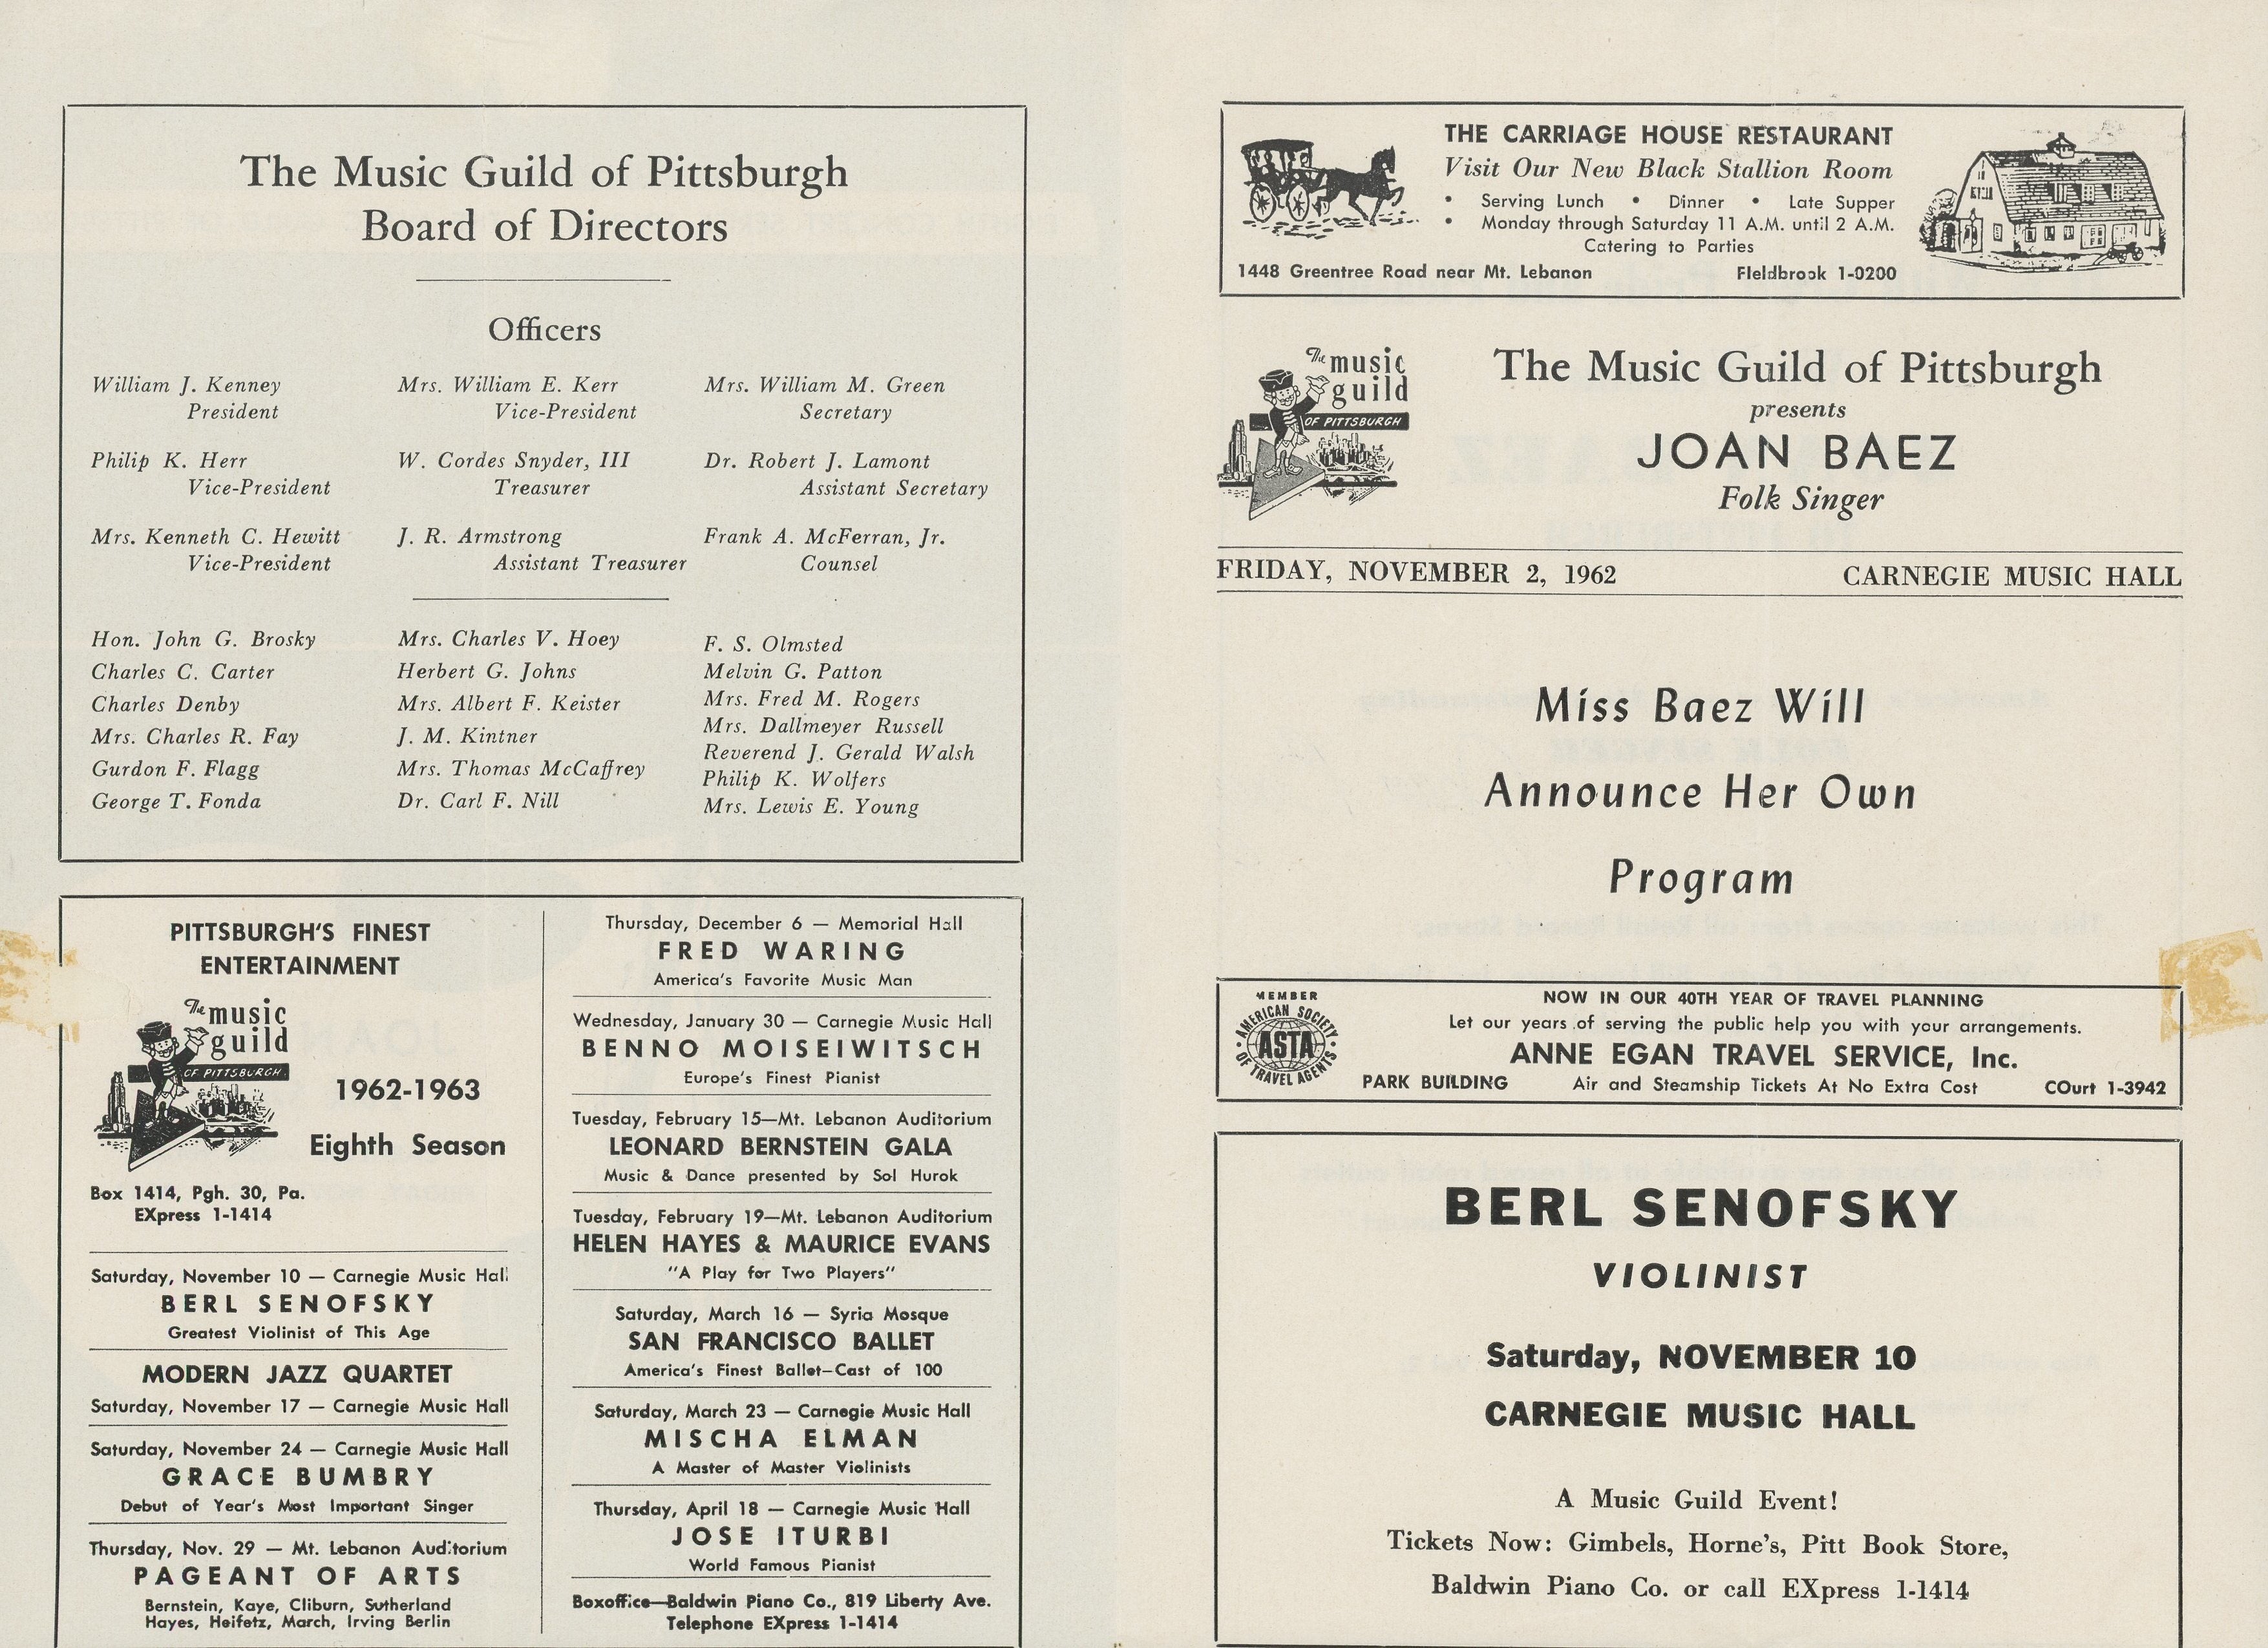 The Music Guild of Pittsburgh
Board of Directors
Officers
William J. Kenney
President
Mrs. William E. Kerr
Vice-President
Mrs. William M. Green
Secretary
Philip K. Herr
Vice-President
W. Cordes Snyder, III
Treasurer
Dr. Robert J. Lamont
Assistant Secretary
Mrs. Kenneth C. Hewitt
Vice-President
J. R. Armstrong
Assistant Treasurer
Frank A. McFerran, Jr.
Counsel
Hon. John G. Brosky
Charles C. Carter
Charles Denby
Mrs. Charles R. Fay
Gurdon F. Flagg
George T. Fonda
Mrs. Charles V. Hoey
Herbert G. Johns
Mrs. Albert F. Keister
J. M. Kintner
Mrs. Thomas McCaffrey
Dr. Carl F. Nill
F. S. Olmsted
Melvin G. Patton
Mrs. Fred M. Rogers
Mrs. Dallmeyer Russell
Reverend J. Gerald Walsh
Philip K. Wolfers
Mrs. Lewis E. Young
PITTSBURGH'S FINEST
ENTERTAINMENT
The music
guild
OF PITTSBURGH
1962-1963
Eighth Season
Box 1414, Pgh. 30, Pa.
EXpress 1-1414
Saturday, November 10 — Carnegie Music Hall
BERL SENOFSKY
Greatest Violinist of This Age
MODERN JAZZ QUARTET
Saturday, November 17 — Carnegie Music Hall
Saturday, November 24 — Carnegie Music Hall
GRACE BUMBRY
Debut of Year's Most Important Singer
Thursday, Nov. 29 — Mt. Lebanon Auditorium
PAGEANT OF ARTS
Bernstein, Kaye, Cliburn, Sutherland
Hayes, Heifetz, March, Irving Berlin
Thursday, December 6 — Memorial Hall
FRED WARING
America's Favorite Music Man
Wednesday, January 30 — Carnegie Music Hall
BENNO MOISEIWITSCH
Europe's Finest Pianist
Tuesday, February 15—Mt. Lebanon Auditorium
LEONARD BERNSTEIN GALA
Music & Dance presented by Sol Hurok
Tuesday, February 19—Mt. Lebanon Auditorium
HELEN HAYES & MAURICE EVANS
"A Play for Two Players"
Saturday, March 16 — Syria Mosque
SAN FRANCISCO BALLET
America's Finest Ballet—Cast of 100
Saturday, March 23 — Carnegie Music Hall
MISCHA ELMAN
A Master of Master Violinists
Thursday, April 18 — Carnegie Music Hall
JOSE ITURBI
World Famous Pianist
Boxoffice—Baldwin Piano Co., 819 Liberty Ave.
Telephone EXpress 1-1414
THE CARRIAGE HOUSE RESTAURANT
Visit Our New Black Stallion Room
• Serving Lunch • Dinner • Late Supper
• Monday through Saturday 11 A.M. until 2 A.M.
Catering to Parties
1448 Greentree Road near Mt. Lebanon FIeldbrook 1-0200
The music
guild
OF PITTSBURGH
The Music Guild of Pittsburgh
presents
JOAN BAEZ
Folk Singer
FRIDAY, NOVEMBER 2, 1962 CARNEGIE MUSIC HALL
Miss Baez Will
Announce Her Own
Program
MEMBER
AMERICAN SOCIETY
ASTA
OF TRAVEL AGENTS
NOW IN OUR 40TH YEAR OF TRAVEL PLANNING
Let our years of serving the public help you with your arrangements.
ANNE EGAN TRAVEL SERVICE, Inc.
PARK BUILDING Air and Steamship Tickets At No Extra Cost COurt 1-3942
BERL SENOFSKY
VIOLINIST
Saturday, NOVEMBER 10
CARNEGIE MUSIC HALL
A Music Guild Event!
Tickets Now: Gimbels, Horne's, Pitt Book Store,
Baldwin Piano Co. or call EXpress 1-1414